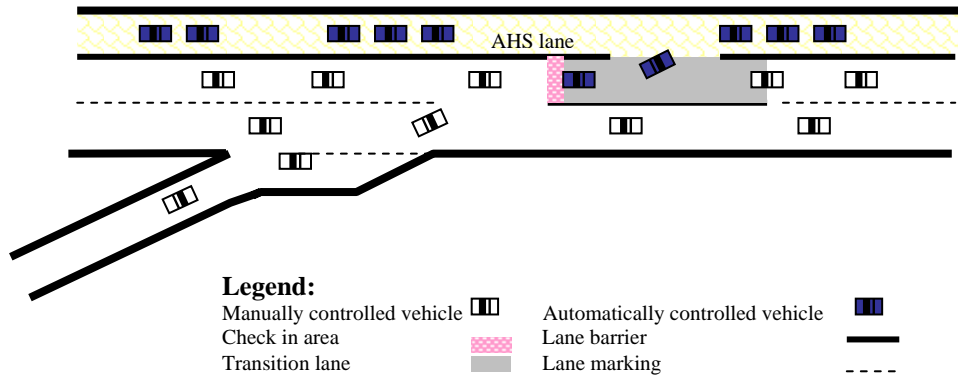 AHS lane
Legend:
Manually controlled vehicle
Automatically controlled vehicle
Check in area
Lane barrier
Transition lane
Lane marking